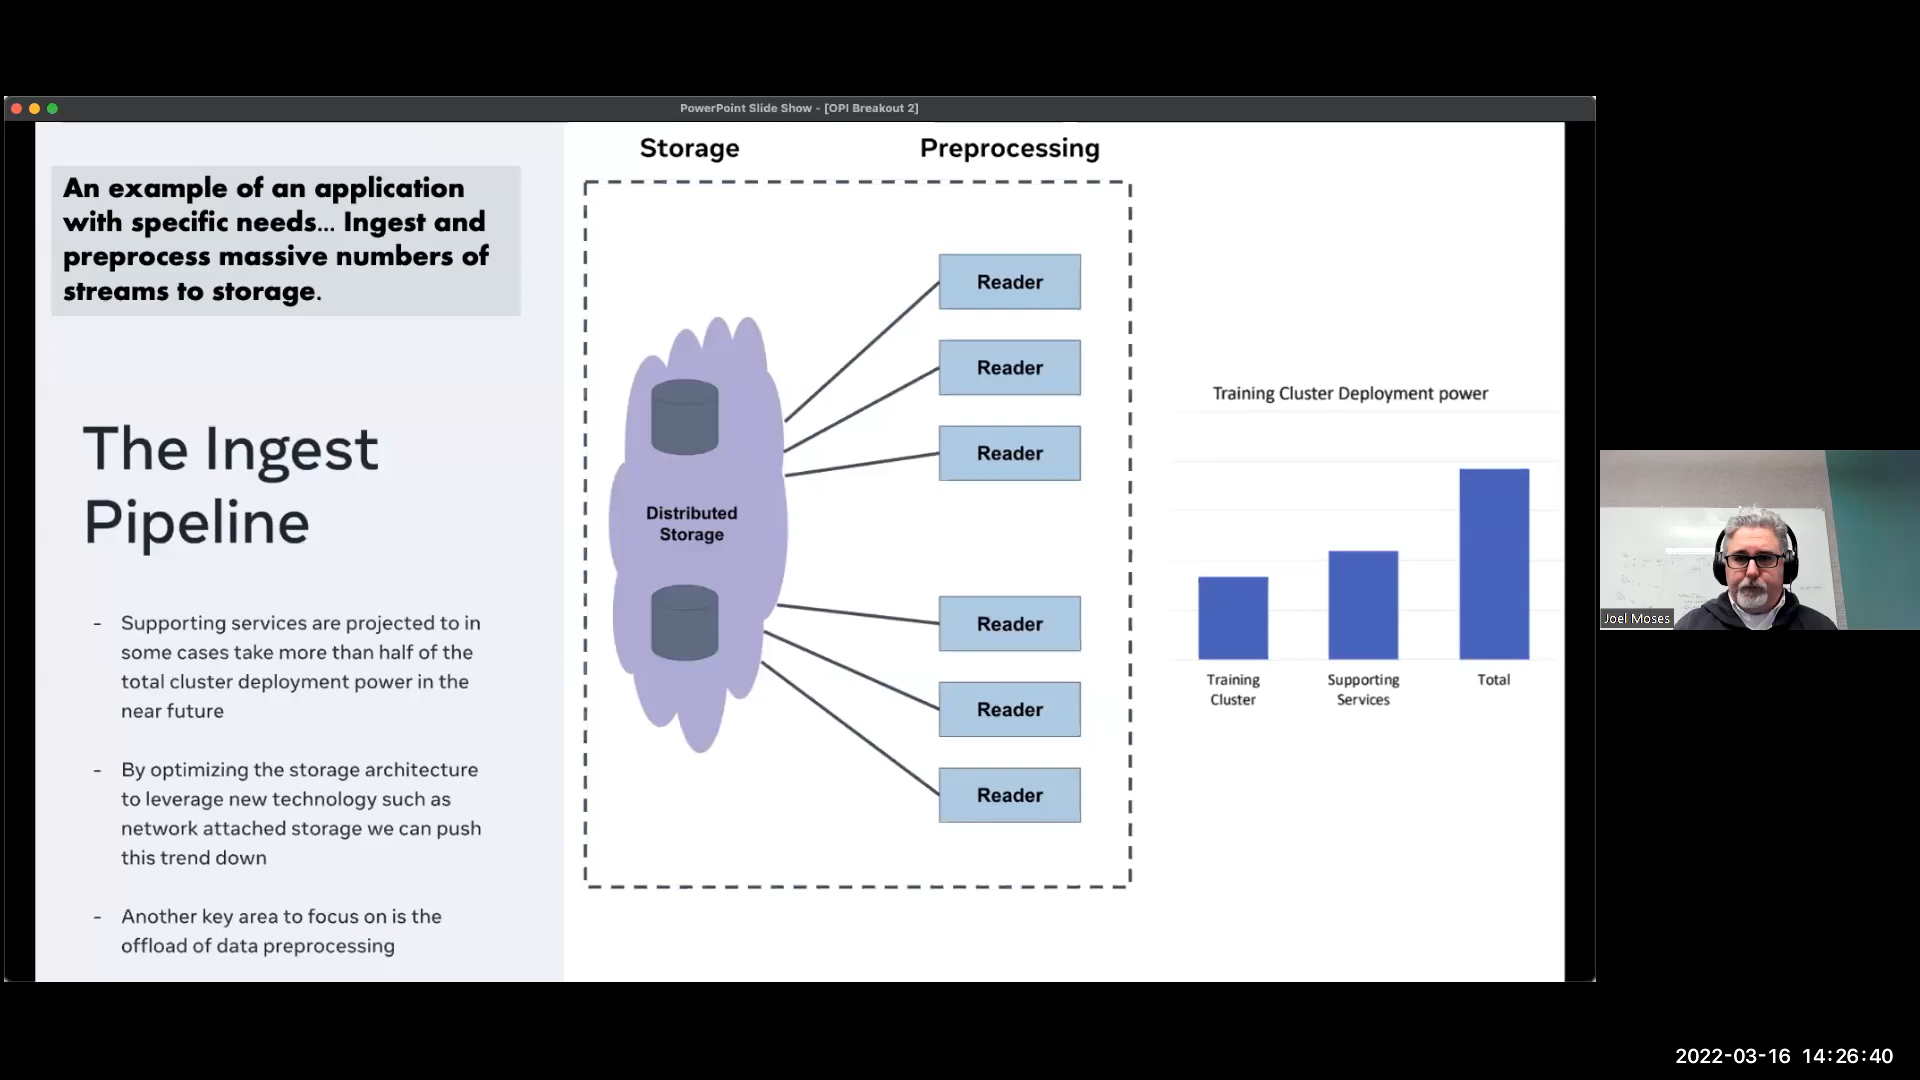 PowerPoint Slide Show - [OPI Breakout 2]
An example of an application
with specific needs... Ingest and
preprocess massive numbers of
streams to storage.
The Ingest
Pipeline
- Supporting services are projected to in
some cases take more than half of the
total cluster deployment power in the
near future
- By optimizing the storage architecture
to leverage new technology such as
network attached storage we can push
this trend down
- Another key area to focus on is the
offload of data preprocessing
Storage
Preprocessing
Distributed
Storage
Reader
Reader
Reader
Reader
Reader
Reader
Training Cluster Deployment power
Training
Cluster
Supporting
Services
Total
Joel Moses
2022-03-16 14:26:40